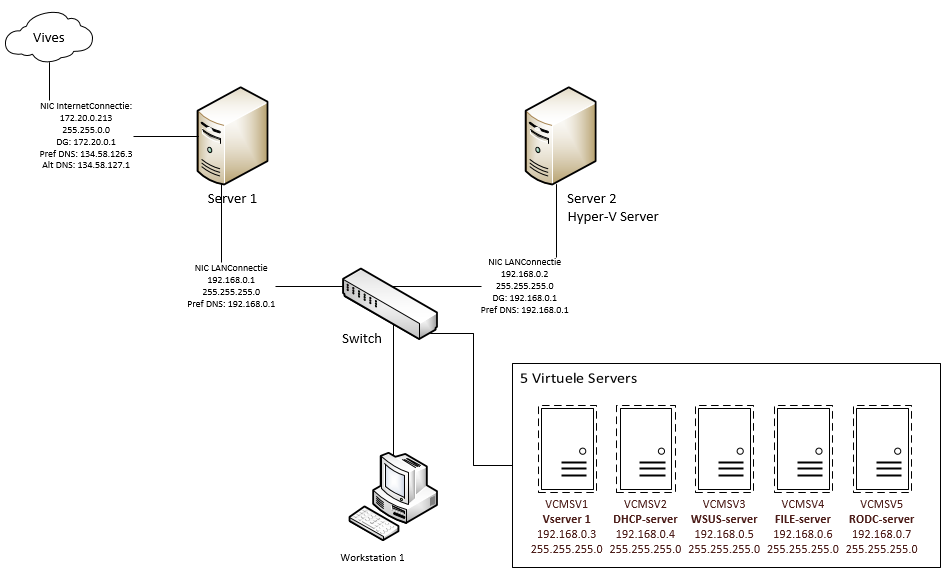 Vives
NIC InternetConnectie:
172.20.0.213
255.255.0.0
DG: 172.20.0.1
Pref DNS: 134.58.126.3
Alt DNS: 134.58.127.1
Server 1
Server 2
Hyper-V Server
NIC LANConnectie
192.168.0.1
255.255.255.0
Pref DNS: 192.168.0.1
NIC LANConnectie
192.168.0.2
255.255.255.0
DG: 192.168.0.1
Pref DNS: 192.168.0.1
Switch
Workstation 1
5 Virtuele Servers
VCMSV1
Vserver 1
192.168.0.3
255.255.255.0
VCMSV2
DHCP-server
192.168.0.4
255.255.255.0
VCMSV3
WSUS-server
192.168.0.5
255.255.255.0
VCMSV4
FILE-server
192.168.0.6
255.255.255.0
VCMSV5
RODC-server
192.168.0.7
255.255.255.0